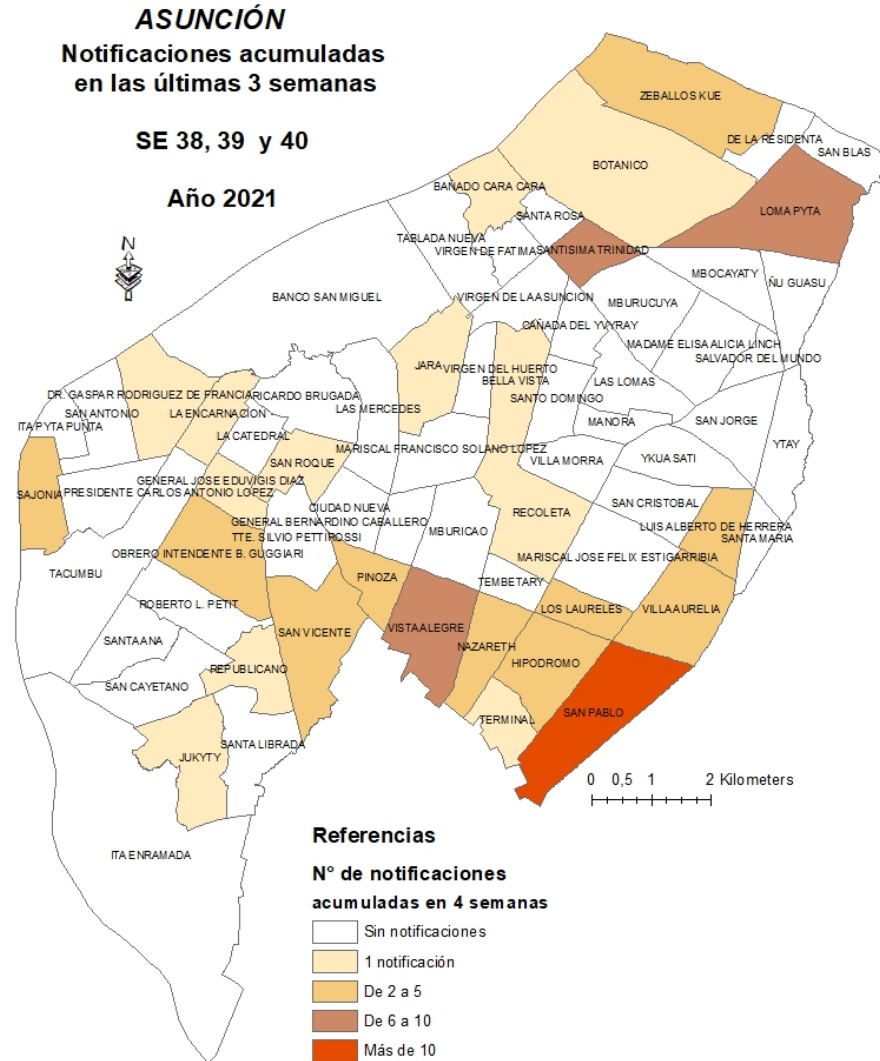 ASUNCIÓN
Notificaciones acumuladas
en las últimas 3 semanas
SE 38, 39 y 40
Año 2021
N
ZEBALLOS KUE
DE LA RESIDENTA
SAN BLAS
BOTANICO
BAÑADO CARA CARA
LOMA PYTA
SANTA ROSA
TABLADA NUEVA
VIRGEN DE FATIMA
SANTISIMA TRINIDAD
MBOCAYATY
ÑU GUASU
BANCO SAN MIGUEL
VIRGEN DE LA ASUNCION
MBURUCUYA
CAÑADA DEL YVYRAY
MADAME ELISA ALICIA LINCH
SALVADOR DEL MUNDO
JARA
VIRGEN DEL HUERTO
BELLA VISTA
LAS LOMAS
DR. GASPAR RODRIGUEZ DE FRANCIA
RICARDO BRUGADA
SANTO DOMINGO
SAN ANTONIO
LA ENCARNACION
LAS MERCEDES
ITA PYTA PUNTA
LA CATEDRAL
MANORA
SAN JORGE
MARISCAL FRANCISCO SOLANO LOPEZ
YTAY
SAN ROQUE
VILLA MORRA
YKUA SATI
GENERAL JOSE EDUVIGIS DIAZ
SAJONIA
PRESIDENTE CARLOS ANTONIO LOPEZ
CIUDAD NUEVA
RECOLETA
SAN CRISTOBAL
GENERAL BERNARDINO CABALLERO
LUIS ALBERTO DE HERRERA
MBURICAO
TTE. SILVIO PETTIROSSI
SANTA MARIA
OBRERO INTENDENTE B. GUGGIARI
MARISCAL JOSE FELIX ESTIGARRIBIA
TACUMBU
PINOZA
TEMBETARY
ROBERTO L. PETIT
LOS LAURELES
VILLA AURELIA
SAN VICENTE
VISTA ALEGRE
SANTA ANA
NAZARETH
REPUBLICANO
HIPODROMO
SAN CAYETANO
SAN PABLO
TERMINAL
SANTA LIBRADA
JUKYTY
0 0,5 1 2 Kilometers
ITA ENRAMADA
Referencias
N° de notificaciones
acumuladas en 4 semanas
Sin notificaciones
1 notificación
De 2 a 5
De 6 a 10
Más de 10